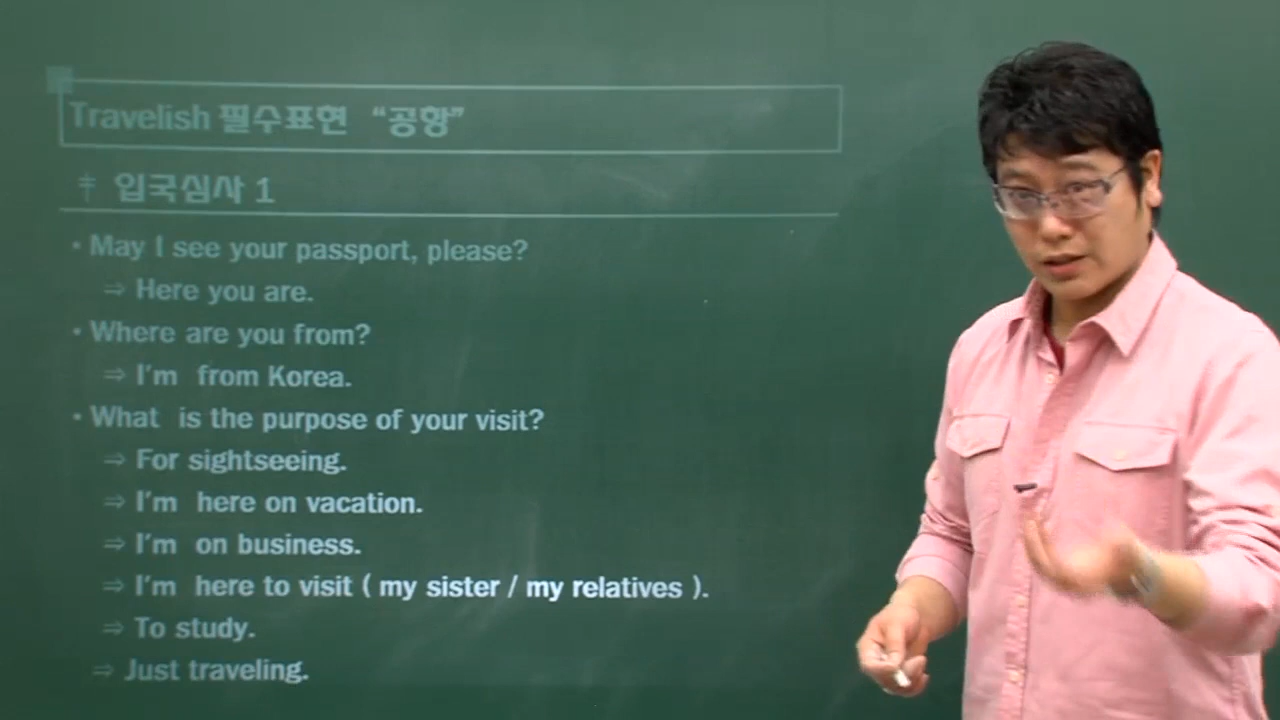 Travelish 필수표현 “공항”
입국심사 1
• May I see your passport, please?
⇒ Here you are.
• Where are you from?
⇒ I'm from Korea.
• What is the purpose of your visit?
⇒ For sightseeing.
⇒ I'm here on vacation.
⇒ I'm on business.
⇒ I'm here to visit ( my sister / my relatives ).
⇒ To study.
⇒ Just traveling.